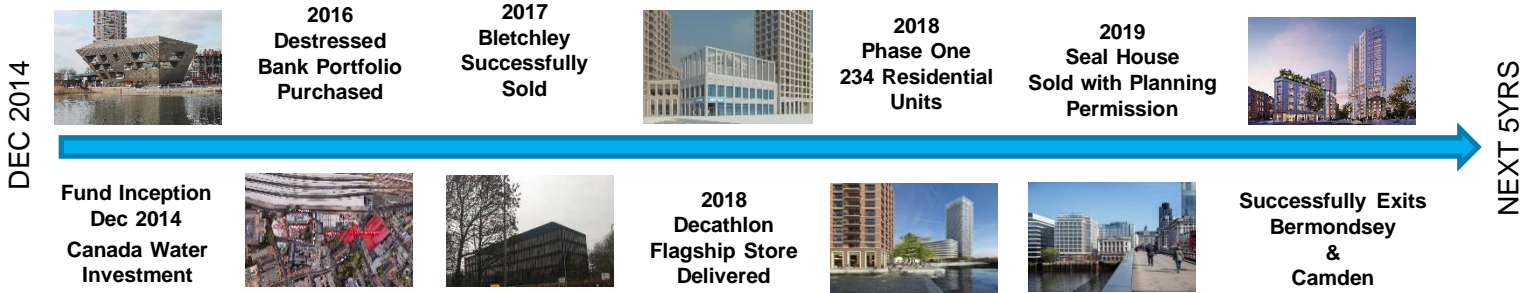 DEC 2014
2016
Destressed
Bank Portfolio
Purchased
2017
Bletchley
Successfully
Sold
2018
Phase One
234 Residential
Units
2019
Seal House
Sold with Planning
Permission
NEXT 5YRS
Fund Inception
Dec 2014
Canada Water
Investment
2018
Decathlon
Flagship Store
Delivered
Successfully Exits
Bermondsey
&
Camden